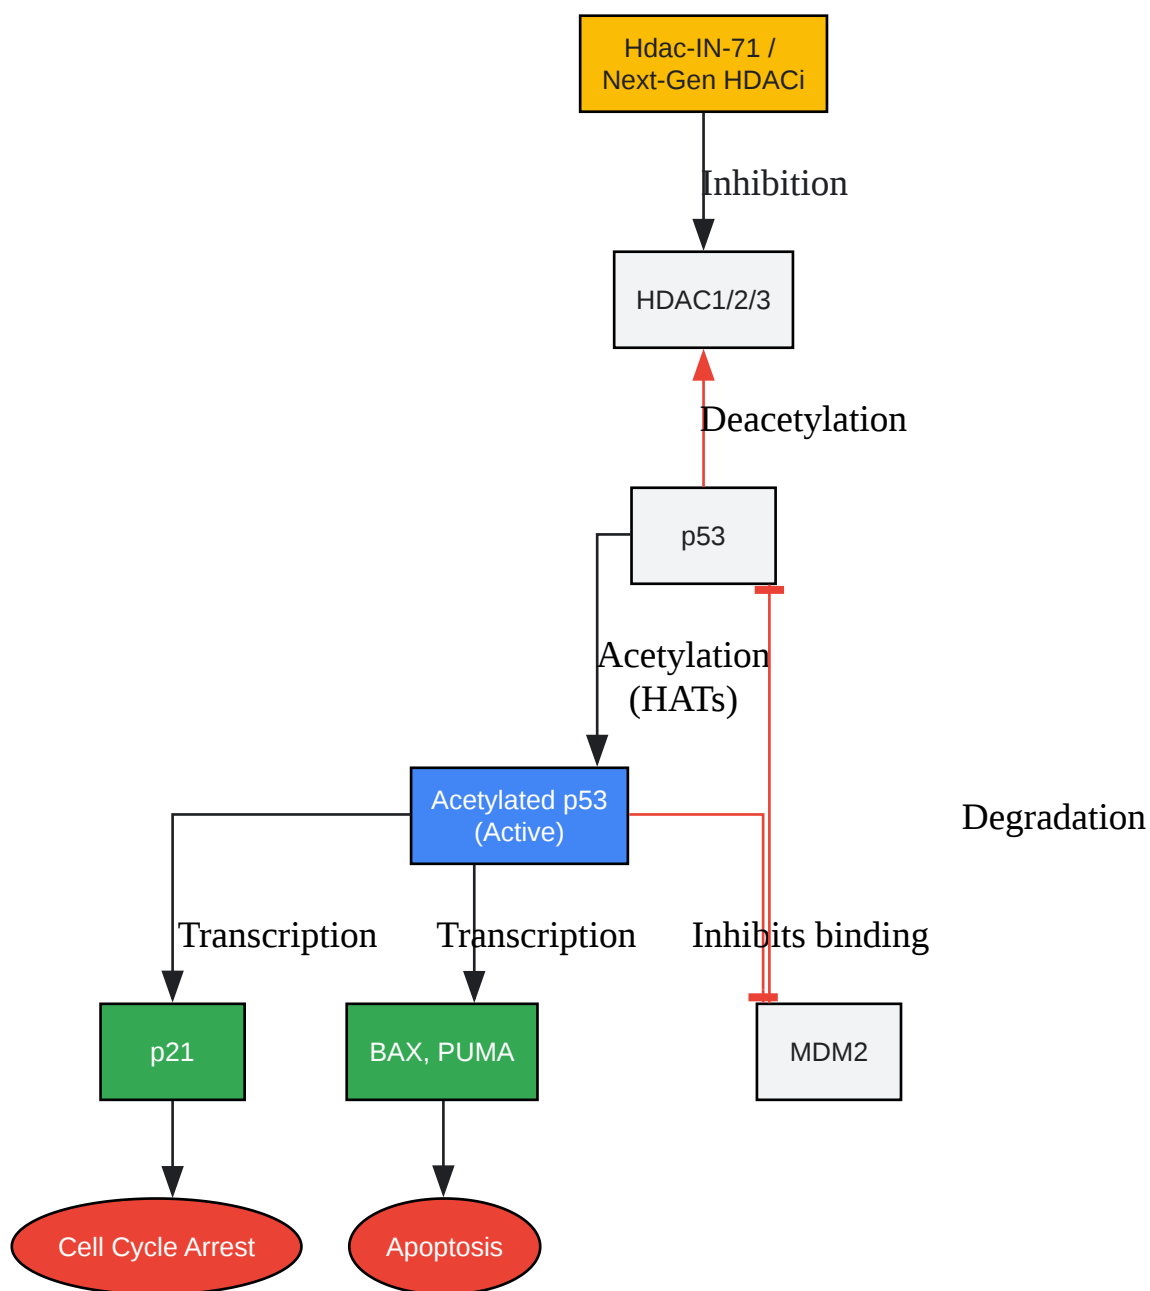 Hdac-IN-71 /
Next-Gen HDACi
Inhibition
HDAC1/2/3
Deacetylation
p53
Acetylation
(HATs)
Acetylated p53
(Active)
Degradation
Transcription
Transcription
Inhibits binding
p21
BAX, PUMA
MDM2
Cell Cycle Arrest
Apoptosis